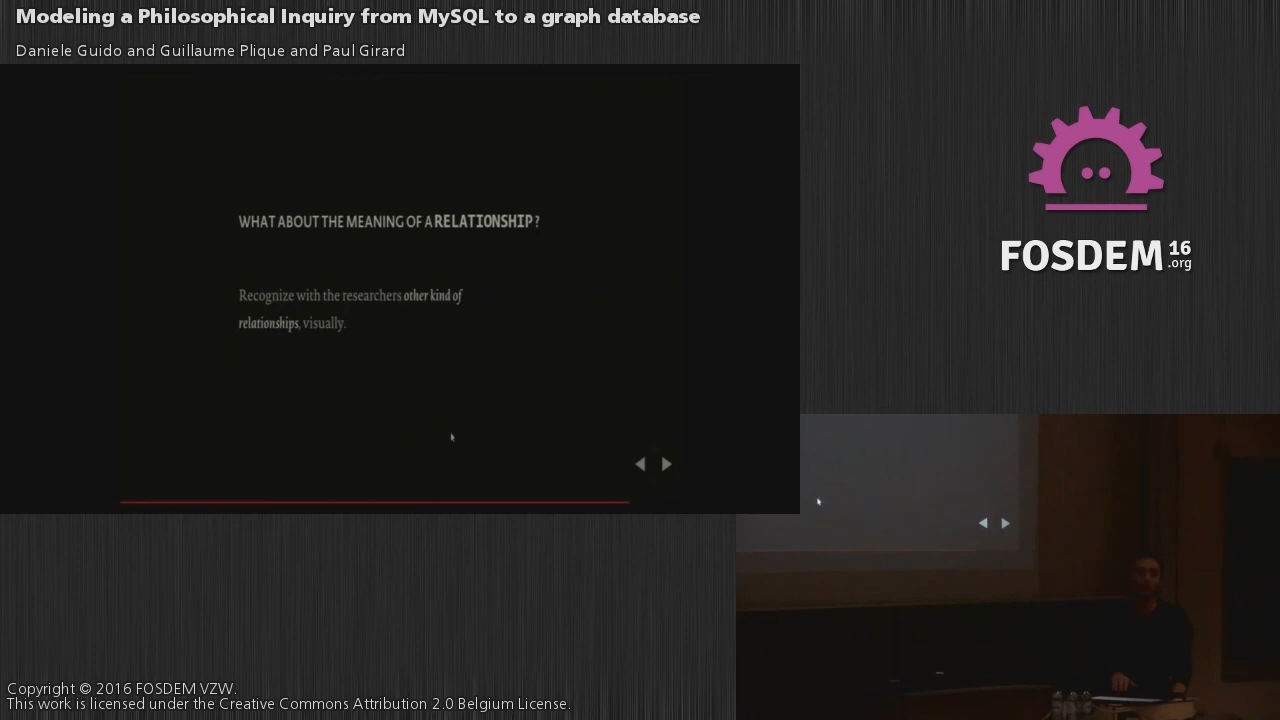 Modeling a Philosophical Inquiry from MySQL to a graph database
Daniele Guido and Guillaume Plique and Paul Girard
WHAT ABOUT THE MEANING OF A RELATIONSHIP?
Recognize with the researchers other kind of
relationships, visually.
FOSDEM 16
.org
Copyright © 2016 FOSDEM VZW.
This work is licensed under the Creative Commons Attribution 2.0 Belgium License.